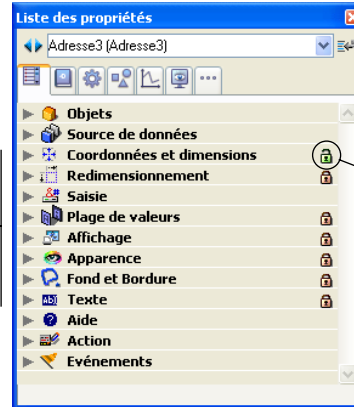 Liste des propriétés
Adresse3 (Adresse3)
Objets
Source de données
Coordonnées et dimensions
Redimensionnement
Saisie
Plage de valeurs
Affichage
Apparence
Fond et Bordure
Texte
Aide
Action
Evénements